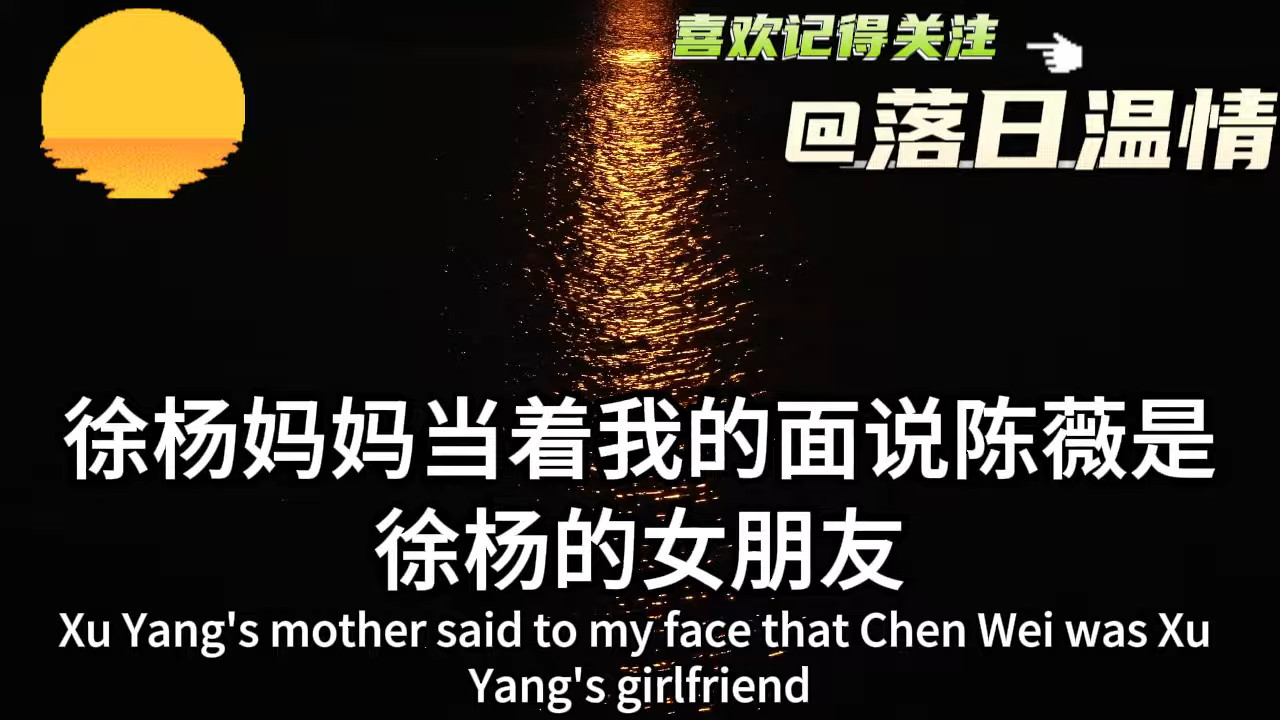 喜欢记得关注
@落日温情
徐杨妈妈当着我的面说陈薇是
徐杨的女朋友
Xu Yang's mother said to my face that Chen Wei was Xu
Yang's girlfriend